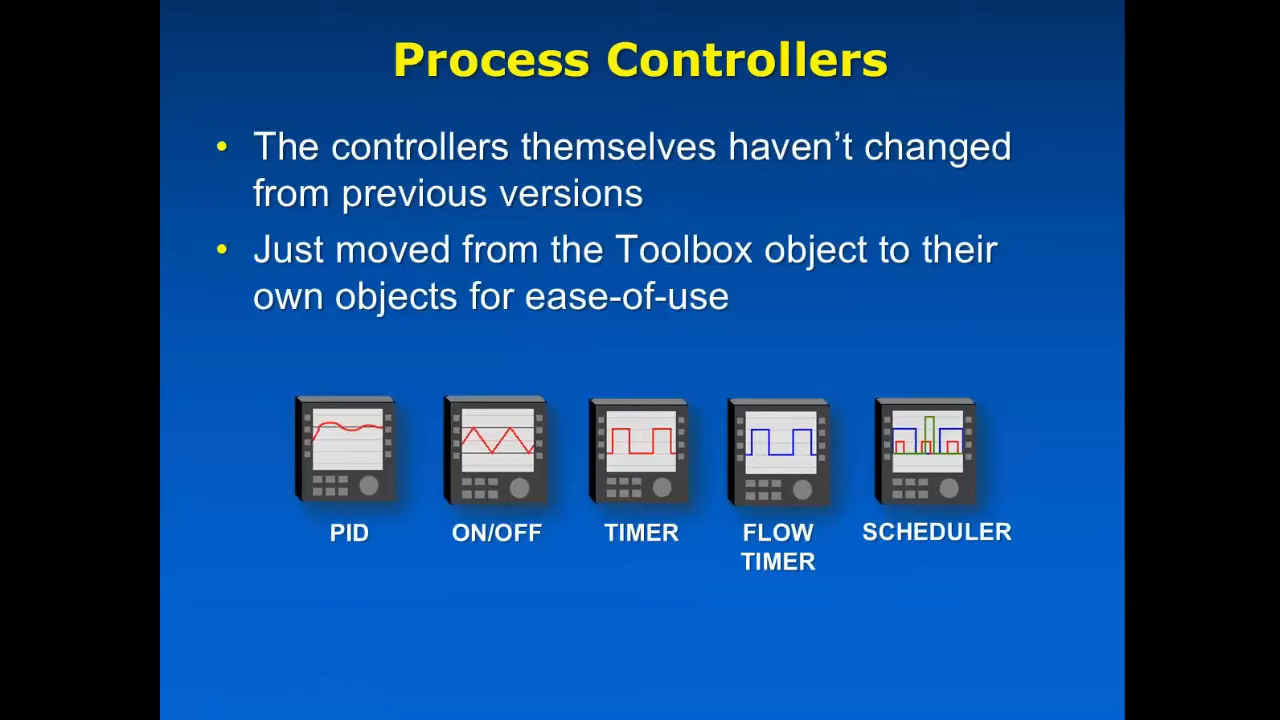 Process Controllers
• The controllers themselves haven’t changed
from previous versions
• Just moved from the Toolbox object to their
own objects for ease-of-use
PID
ON/OFF
TIMER
FLOW
TIMER
SCHEDULER